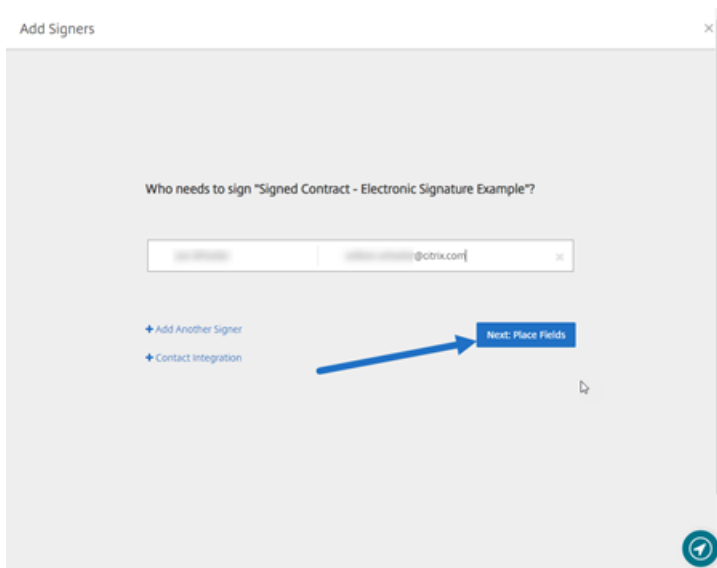 Add Signers
Who needs to sign "Signed Contract - Electronic Signature Example"?
@citrix.com
+ Add Another Signer
Next: Place Fields
+ Contact Integration